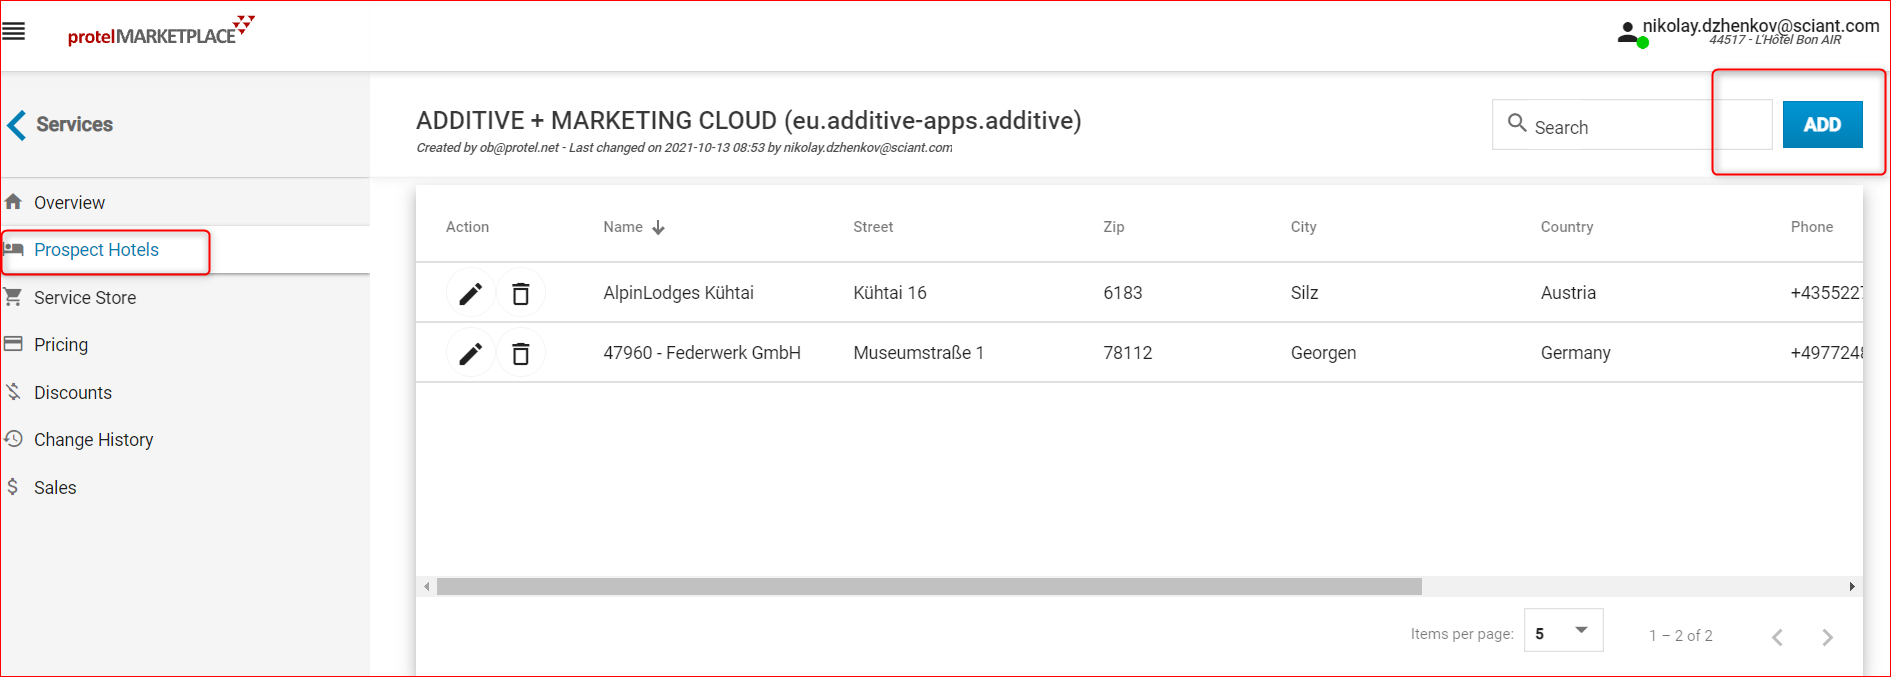 protelMARKETPLACE
nikolay.dzhenkov@sciant.com
44517 - L'Hôtel Bon AIR
Services
ADDITIVE + MARKETING CLOUD (eu.additive-apps.additive)
Created by ob@protel.net - Last changed on 2021-10-13 08:53 by nikolay.dzhenkov@sciant.com
Search
ADD
Overview
Prospect Hotels
Service Store
Pricing
Discounts
Change History
Sales
Action Name Street Zip City Country Phone
AlpinLodges Kühtai Kühtai 16 6183 Silz Austria +4355227
47960 - Federwerk GmbH Museumstraße 1 78112 Georgen Germany +4977248
Items per page: 5 1 – 2 of 2